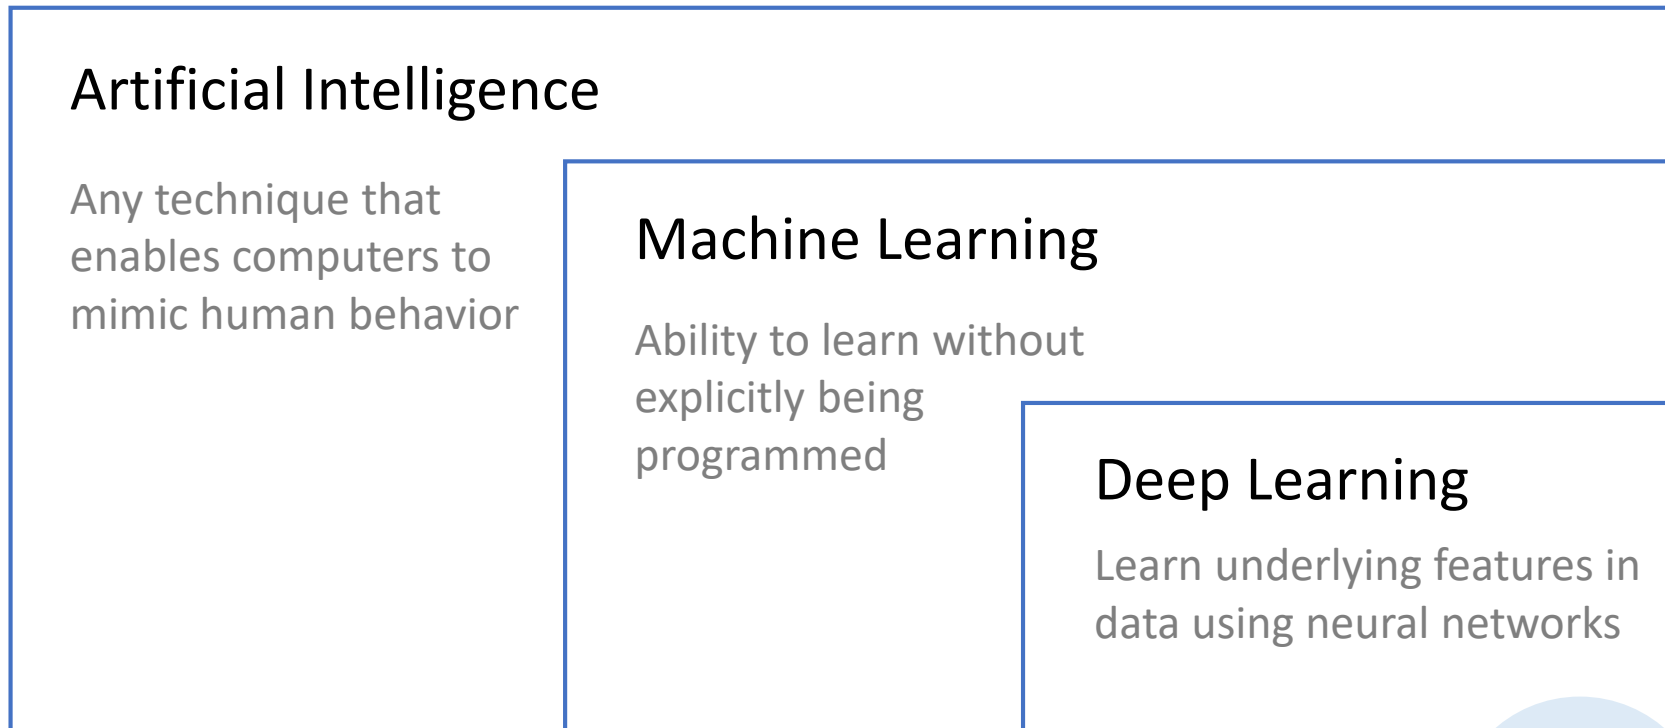 Artificial Intelligence
Any technique that
enables computers to
mimic human behavior
Machine Learning
Ability to learn without
explicitly being
programmed
Deep Learning
Learn underlying features in
data using neural networks